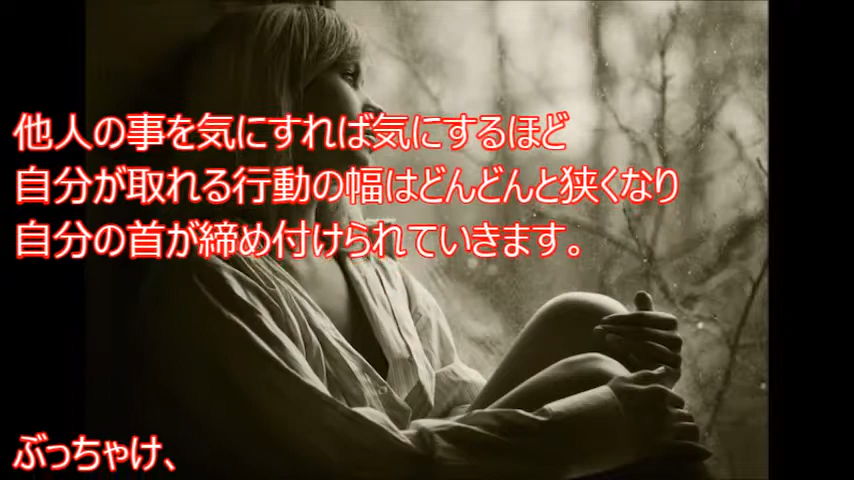 他人の事を気にすれば気にするほど
自分が取れる行動の幅はどんどんと狭くなり
自分の首が締め付けられていきます。
ぶっちゃけ、